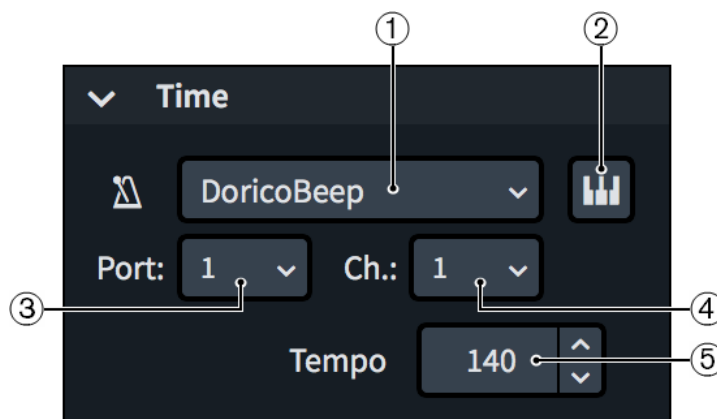 ① ②
Time
DoricoBeep
Port: 1 Ch.: 1
③ ④
Tempo 140 ⑤